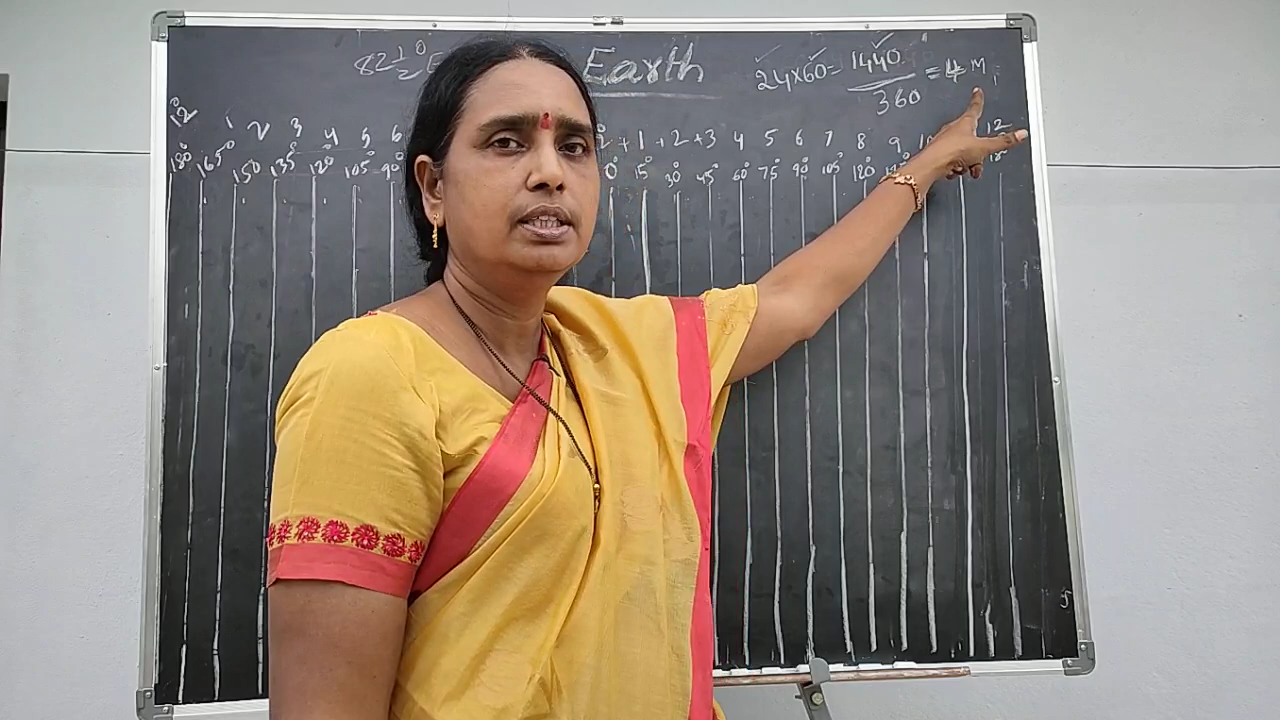 82½° E Earth 24×60= 1440/360 = 4 M
12 1 2 3 4 5 6 +1 +2 +3 4 5 6 7 8 9 12
180° 165° 150 135° 120° 105° 90° 0° 15° 30° 45° 60° 75° 90° 105° 120°